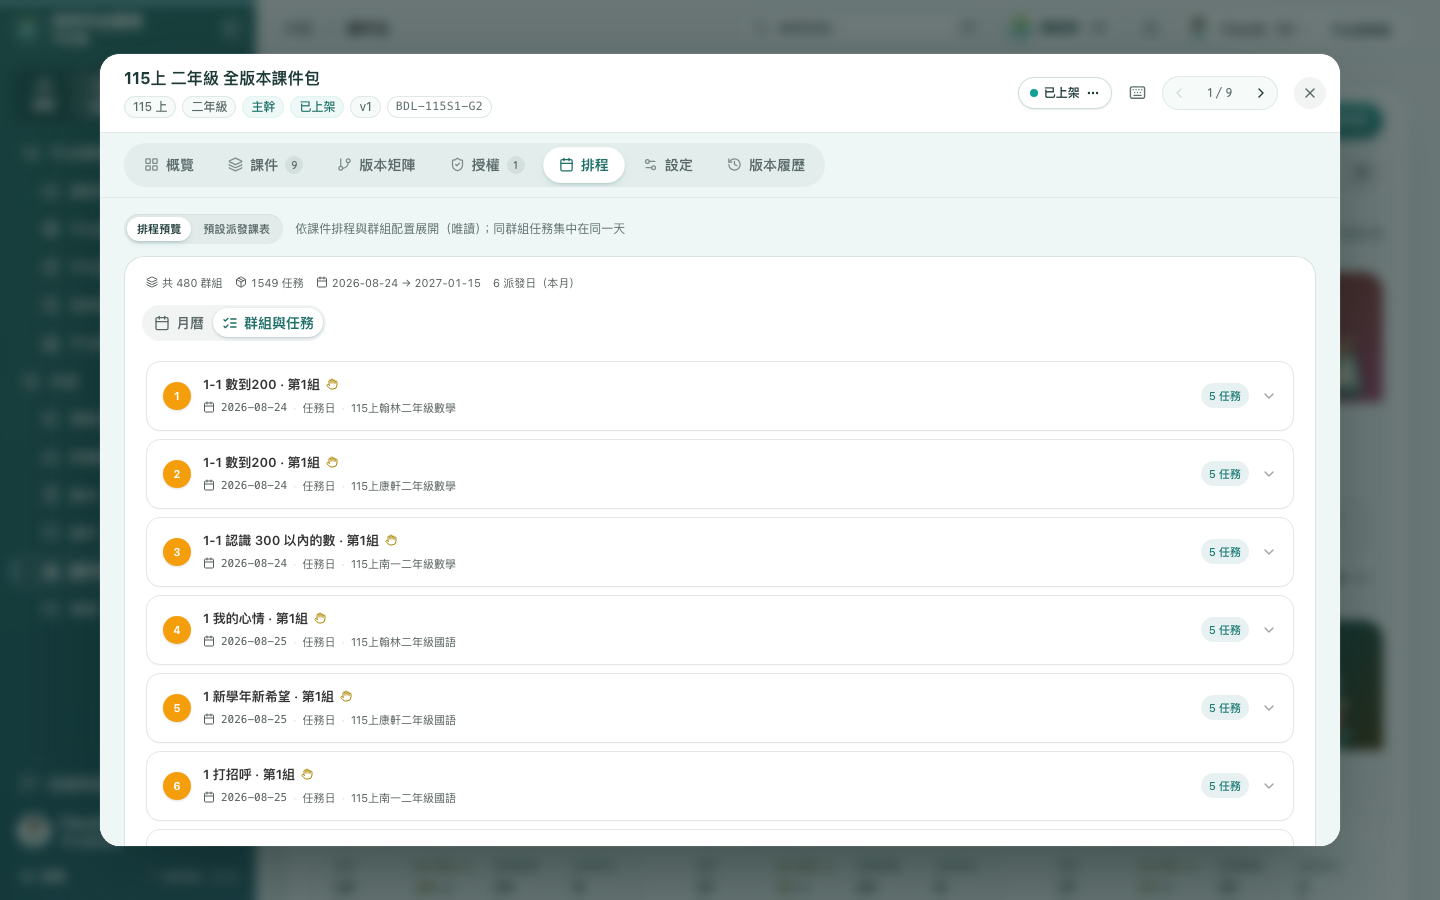 115上 二年級 全版本課件包
115 上 二年級 主幹 已上架 v1 BDL-115S1-G2
已上架 ···
1 / 9
概覽 課件 9 版本矩陣 授權 1 排程 設定 版本履歷
排程預覽 預設派發課表 依課件排程與群組配置展開（唯讀）；同群組任務集中在同一天
共 480 群組 1549 任務 2026-08-24 → 2027-01-15 6 派發日（本月）
月曆 群組與任務
1 1-1 數到200 · 第1組 5 任務
2026-08-24 · 任務日 · 115上翰林二年級數學
2 1-1 數到200 · 第1組 5 任務
2026-08-24 · 任務日 · 115上康軒二年級數學
3 1-1 認識 300 以內的數 · 第1組 5 任務
2026-08-24 · 任務日 · 115上南一二年級數學
4 1 我的心情 · 第1組 5 任務
2026-08-25 · 任務日 · 115上翰林二年級國語
5 1 新學年新希望 · 第1組 5 任務
2026-08-25 · 任務日 · 115上康軒二年級國語
6 1 打招呼 · 第1組 5 任務
2026-08-25 · 任務日 · 115上南一二年級國語